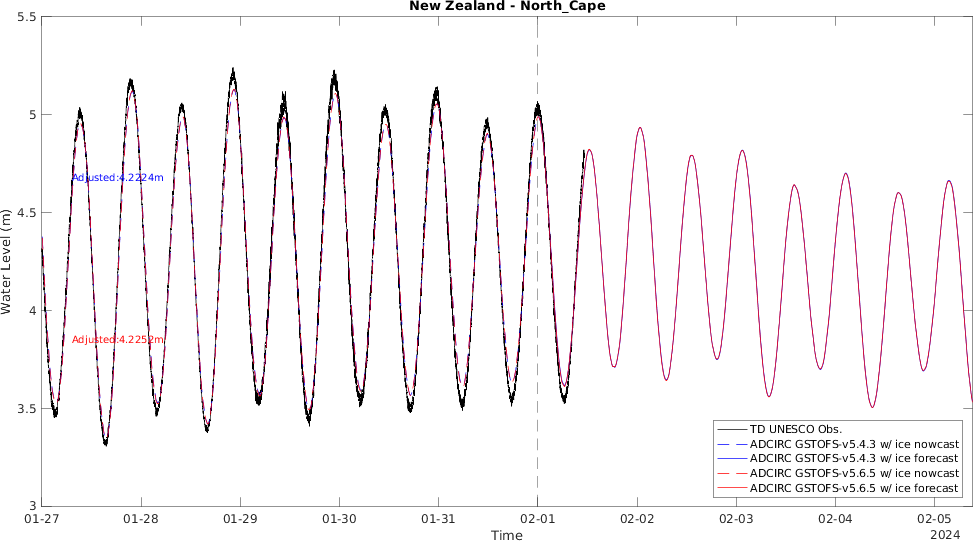 New Zealand - North_Cape
5.5
5
4.5
4
3.5
3
Water Level (m)
Adjusted:4.2224m
Adjusted:4.2252m
TD UNESCO Obs.
ADCIRC GSTOFS-v5.4.3 w/ ice nowcast
ADCIRC GSTOFS-v5.4.3 w/ ice forecast
ADCIRC GSTOFS-v5.6.5 w/ ice nowcast
ADCIRC GSTOFS-v5.6.5 w/ ice forecast
01-27 01-28 01-29 01-30 01-31 02-01 02-02 02-03 02-04 02-05
Time
2024